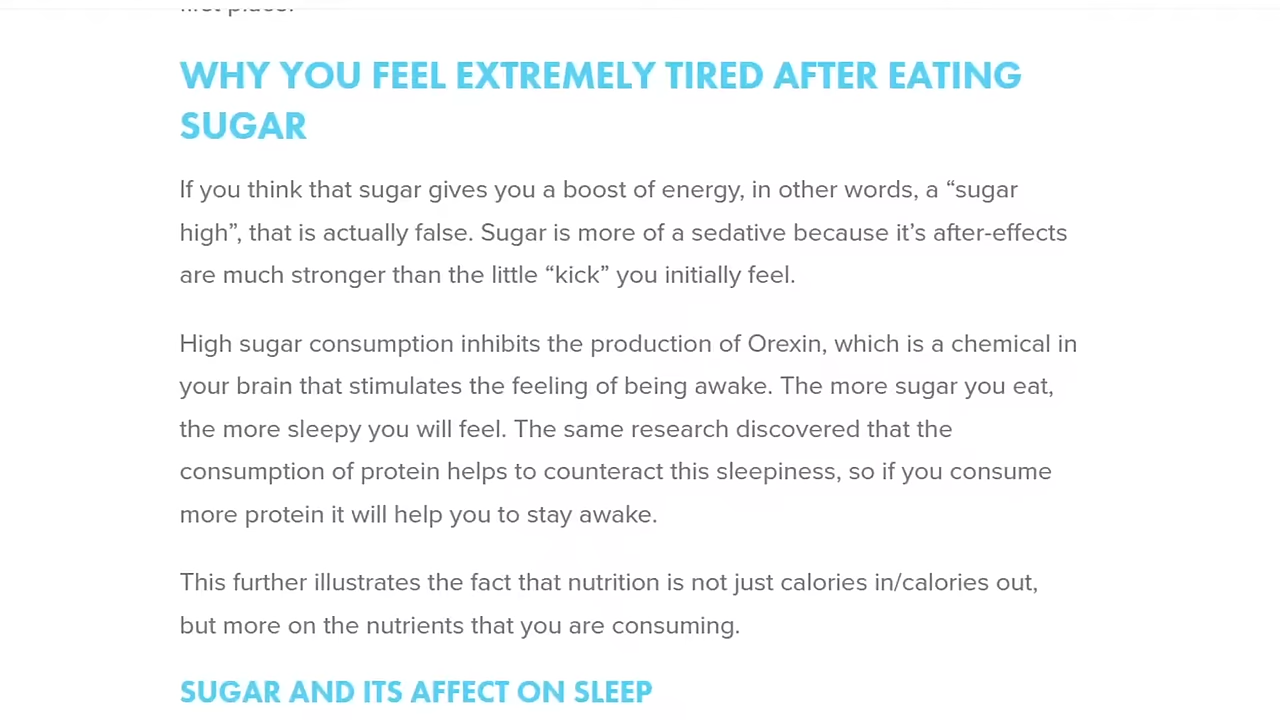 first place.
WHY YOU FEEL EXTREMELY TIRED AFTER EATING
SUGAR
If you think that sugar gives you a boost of energy, in other words, a “sugar
high”, that is actually false. Sugar is more of a sedative because it’s after-effects
are much stronger than the little “kick” you initially feel.
High sugar consumption inhibits the production of Orexin, which is a chemical in
your brain that stimulates the feeling of being awake. The more sugar you eat,
the more sleepy you will feel. The same research discovered that the
consumption of protein helps to counteract this sleepiness, so if you consume
more protein it will help you to stay awake.
This further illustrates the fact that nutrition is not just calories in/calories out,
but more on the nutrients that you are consuming.
SUGAR AND ITS AFFECT ON SLEEP